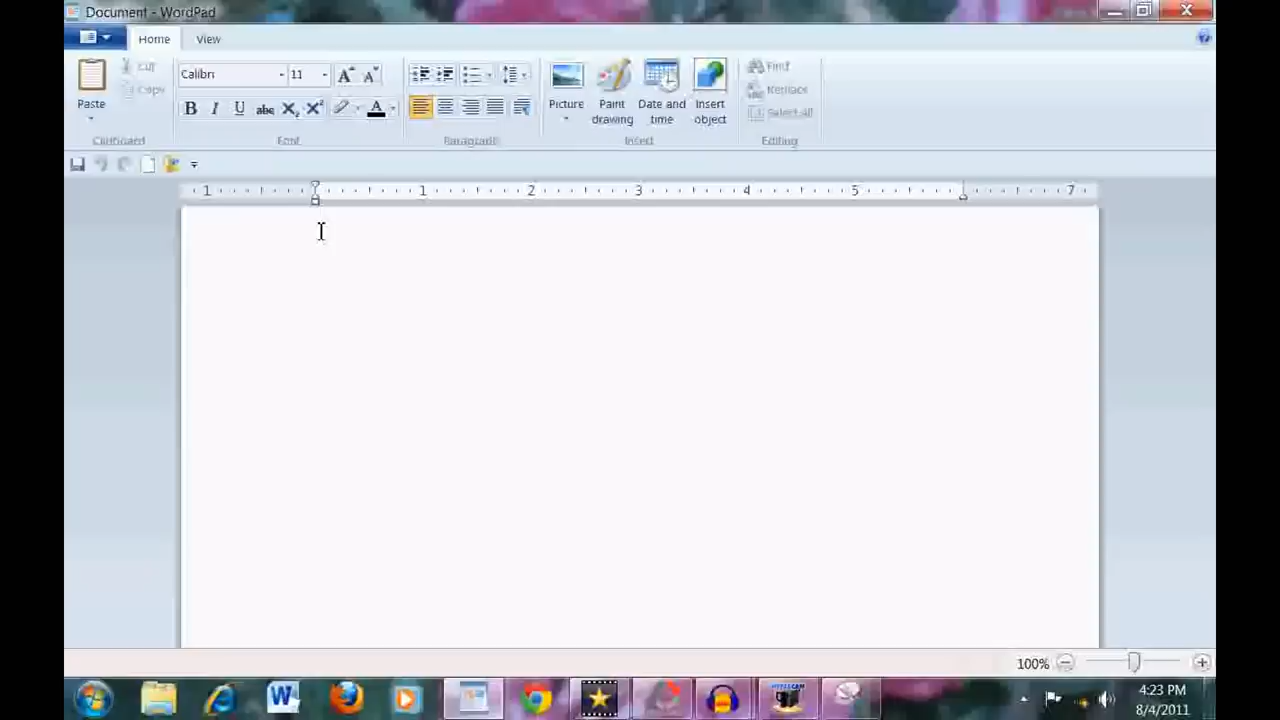 Document - WordPad
Home View
Cut
Copy
Paste
Clipboard
Calibri 11
B I U abc X₂ X² A
Font
Paragraph
Picture
Paint drawing
Date and time
Insert object
Insert
Find
Replace
Select all
Editing
1 1 2 3 4 5 7
100%
4:23 PM
8/4/2011